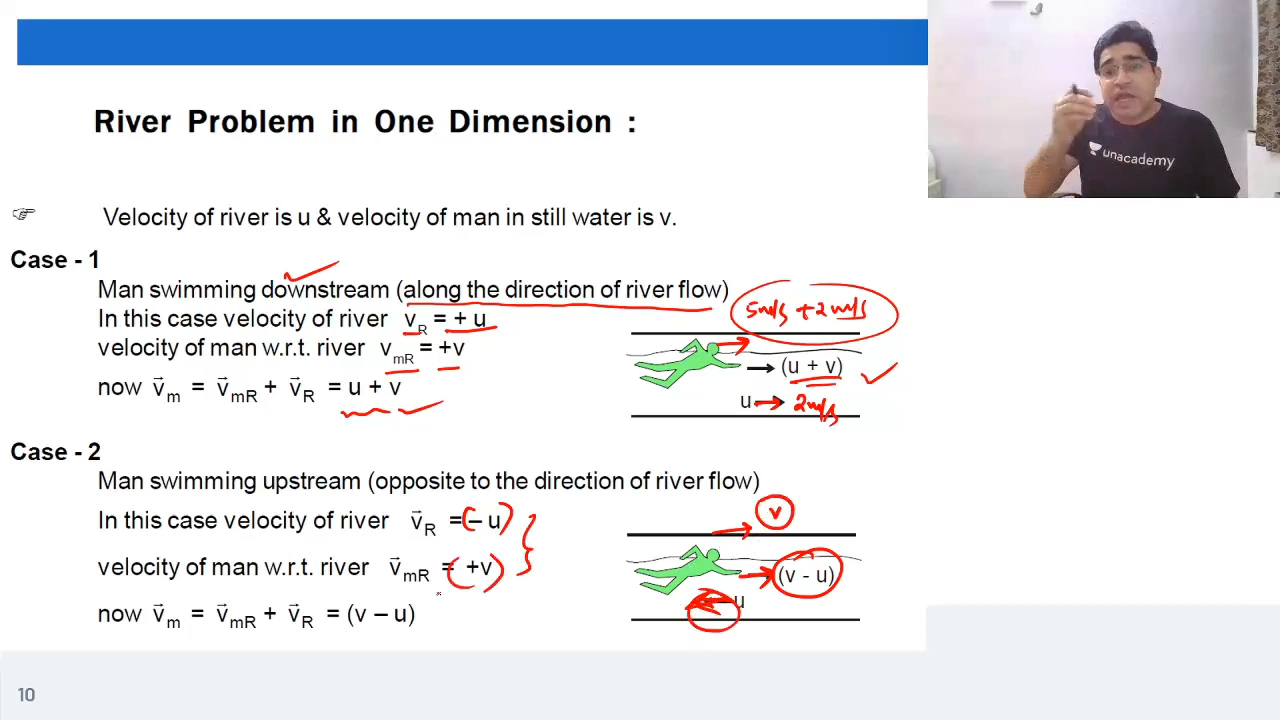 River Problem in One Dimension :
unacademy
Velocity of river is u & velocity of man in still water is v.
Case - 1
Man swimming downstream (along the direction of river flow)
In this case velocity of river v_R = + u
velocity of man w.r.t. river v_mR = +v
now v⃗_m = v⃗_mR + v⃗_R = u + v
5m/s + 2m/s
(u + v)
u 2m/s
Case - 2
Man swimming upstream (opposite to the direction of river flow)
In this case velocity of river v⃗_R = – u
velocity of man w.r.t. river v⃗_mR = +v
now v⃗_m = v⃗_mR + v⃗_R = (v – u)
v
(v - u)
u
10